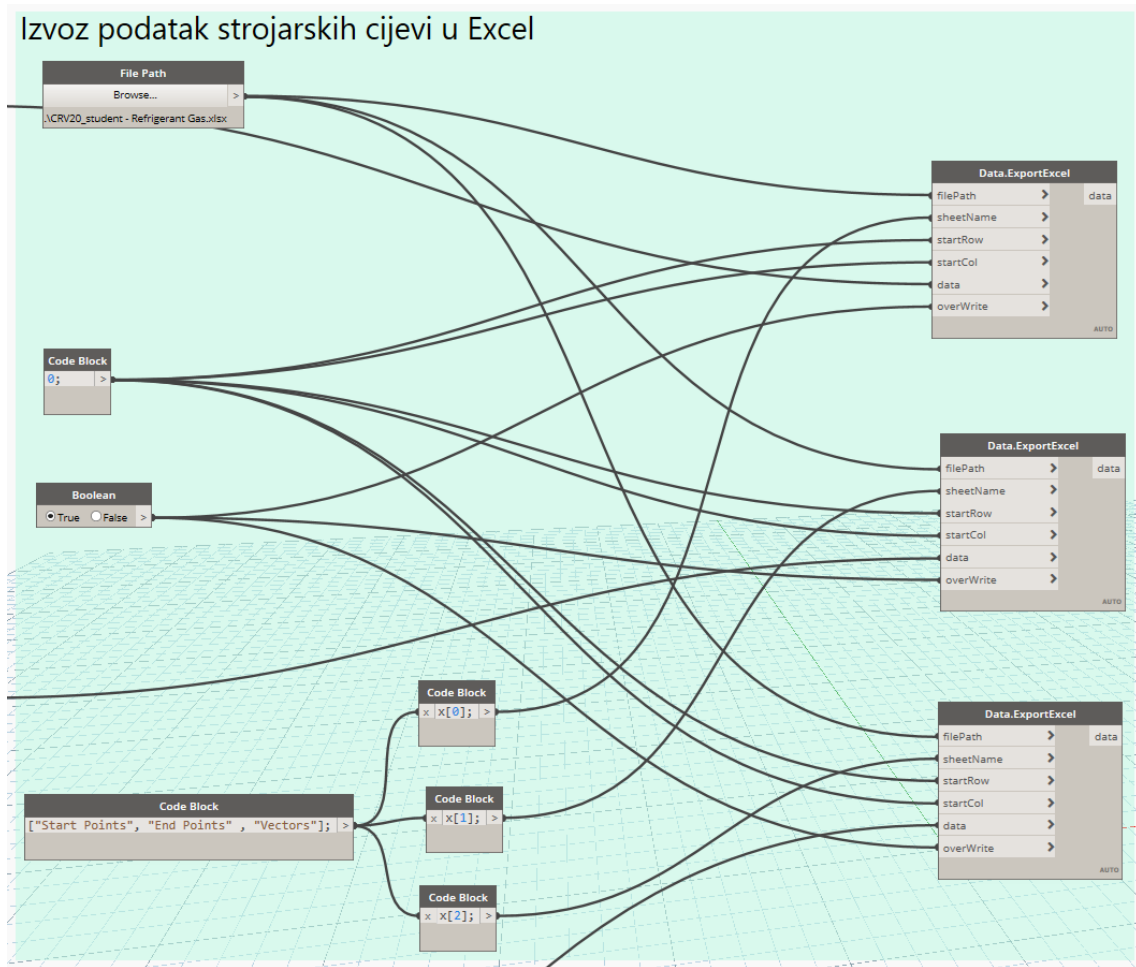 Izvoz podatak strojarskih cijevi u Excel
File Path
Browse...
>
.\CRV20_student - Refrigerant Gas.xlsx
Data.ExportExcel
filePath > data
sheetName >
startRow >
startCol >
data >
overWrite >
AUTO
Code Block
0; >
Data.ExportExcel
filePath > data
sheetName >
startRow >
startCol >
data >
overWrite >
AUTO
Boolean
True False >
Code Block
x x[0]; >
Data.ExportExcel
filePath > data
sheetName >
startRow >
startCol >
data >
overWrite >
AUTO
Code Block
["Start Points", "End Points" , "Vectors"]; >
Code Block
x x[1]; >
Code Block
x x[2]; >